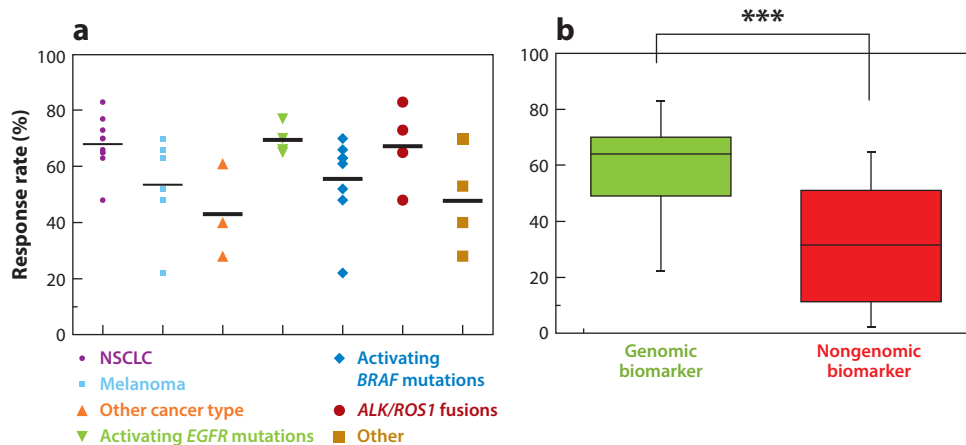 a
Response rate (%)
100
80
60
40
20
0
NSCLC
Melanoma
Other cancer type
Activating EGFR mutations
Activating
BRAF mutations
ALK/ROS1 fusions
Other
b
***
100
80
60
40
20
0
Genomic
biomarker
Nongenomic
biomarker